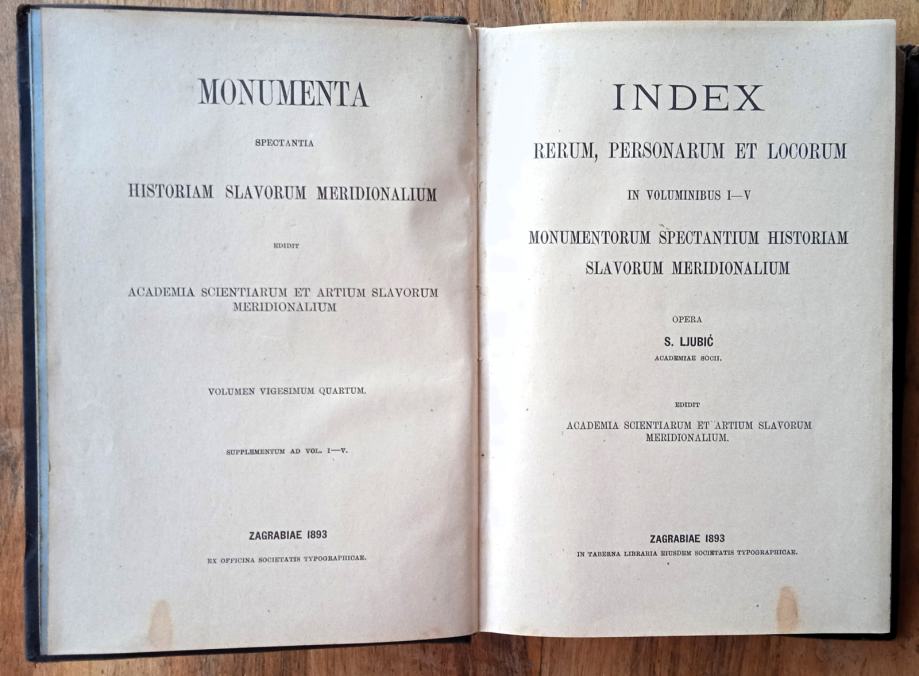 MONUMENTA
SPECTANTIA
HISTORIAM SLAVORUM MERIDIONALIUM
EDIDIT
ACADEMIA SCIENTIARUM ET ARTIUM SLAVORUM
MERIDIONALIUM
VOLUMEN VIGESIMUM QUARTUM.
SUPPLEMENTUM AD VOL. I—V.
ZAGRABIAE 1893
EX OFFICINA SOCIETATIS TYPOGRAPHICAE.
INDEX
RERUM, PERSONARUM ET LOCORUM
IN VOLUMINIBUS I—V
MONUMENTORUM SPECTANTIUM HISTORIAM
SLAVORUM MERIDIONALIUM
OPERA
S. LJUBIĆ
ACADEMIAE SOCII.
EDIDIT
ACADEMIA SCIENTIARUM ET ARTIUM SLAVORUM
MERIDIONALIUM.
ZAGRABIAE 1893
IN TABERNA LIBRARIA EIUSDEM SOCIETATIS TYPOGRAPHICAE.